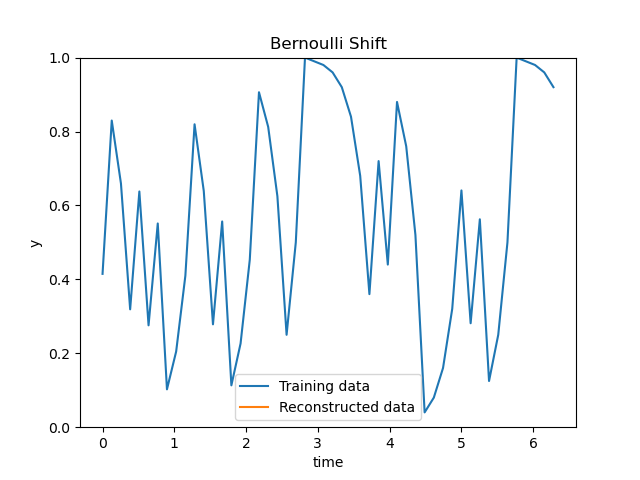 Bernoulli Shift
1.0
0.8
0.6
0.4
0.2
0.0
y
Training data
Reconstructed data
0 1 2 3 4 5 6
time